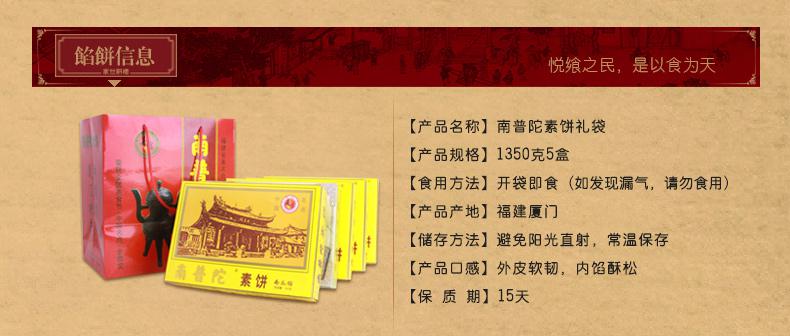 餡餅信息
悦飨之民，是以食为天
【产品名称】南普陀素饼礼袋
【产品规格】1350克5盒
【食用方法】开袋即食（如发现漏气，请勿食用）
【产品产地】福建厦门
【储存方法】避免阳光直射，常温保存
【产品口感】外皮软韧，内馅酥松
【保 质 期】15天
南普
南普陀 素饼